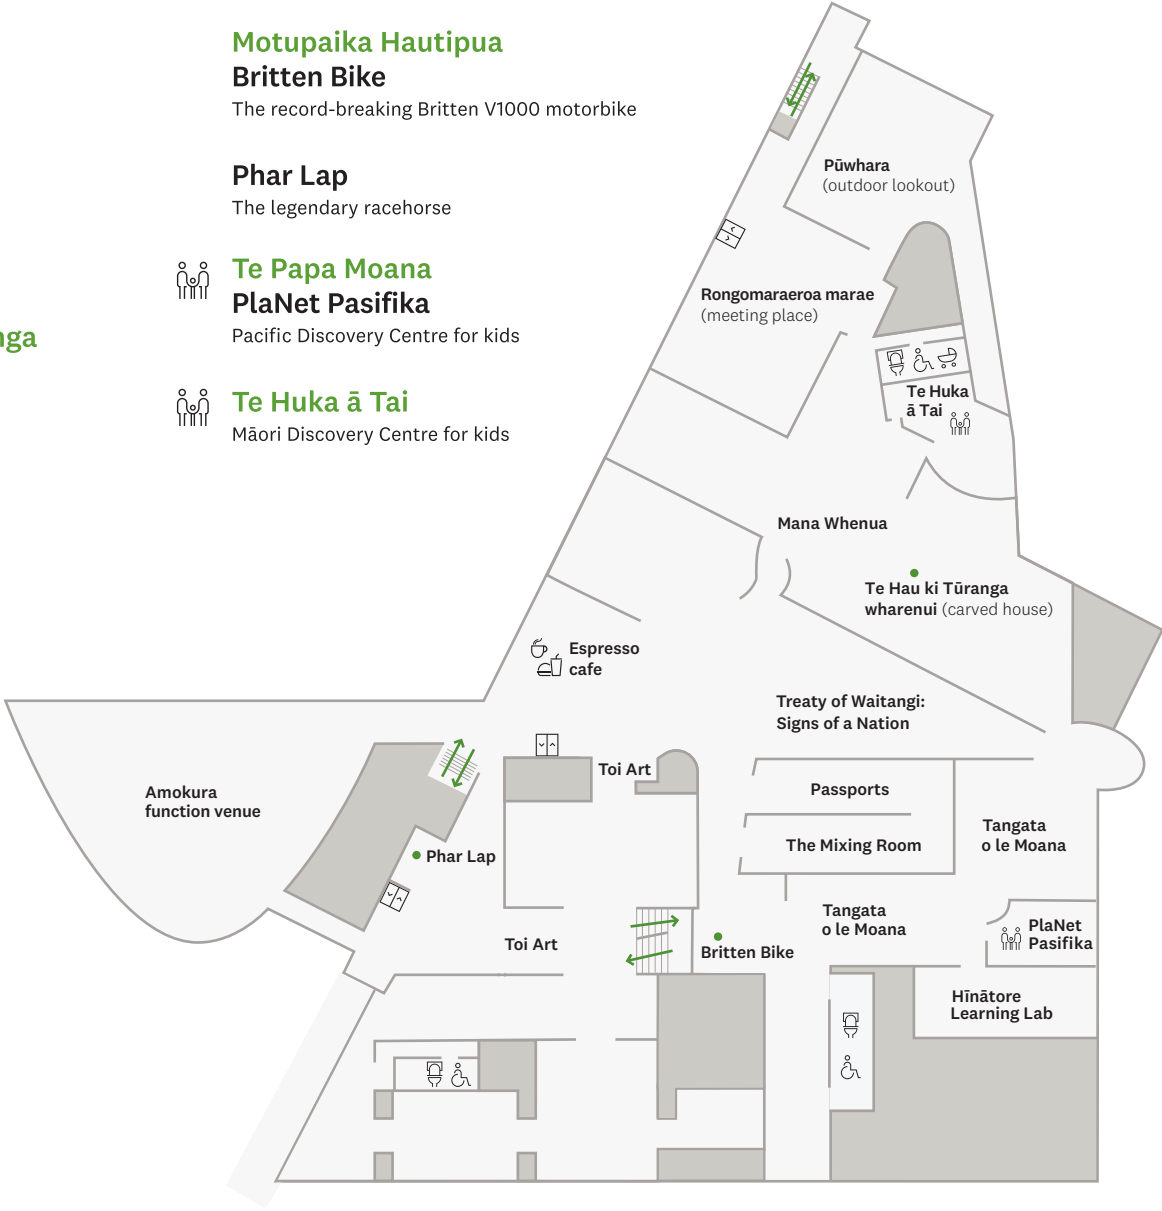 Motupaika Hautipua
Britten Bike
The record-breaking Britten V1000 motorbike
Phar Lap
The legendary racehorse
Te Papa Moana
PlaNet Pasifika
Pacific Discovery Centre for kids
nga
Te Huka ā Tai
Māori Discovery Centre for kids
Pūwhara
(outdoor lookout)
Rongomaraeroa marae
(meeting place)
Te Huka
ā Tai
Mana Whenua
Te Hau ki Tūranga
wharenui (carved house)
Espresso
cafe
Treaty of Waitangi:
Signs of a Nation
Toi Art
Passports
Amokura
function venue
The Mixing Room
Tangata
o le Moana
Phar Lap
Tangata
o le Moana
PlaNet
Pasifika
Toi Art
Britten Bike
Hīnātore
Learning Lab